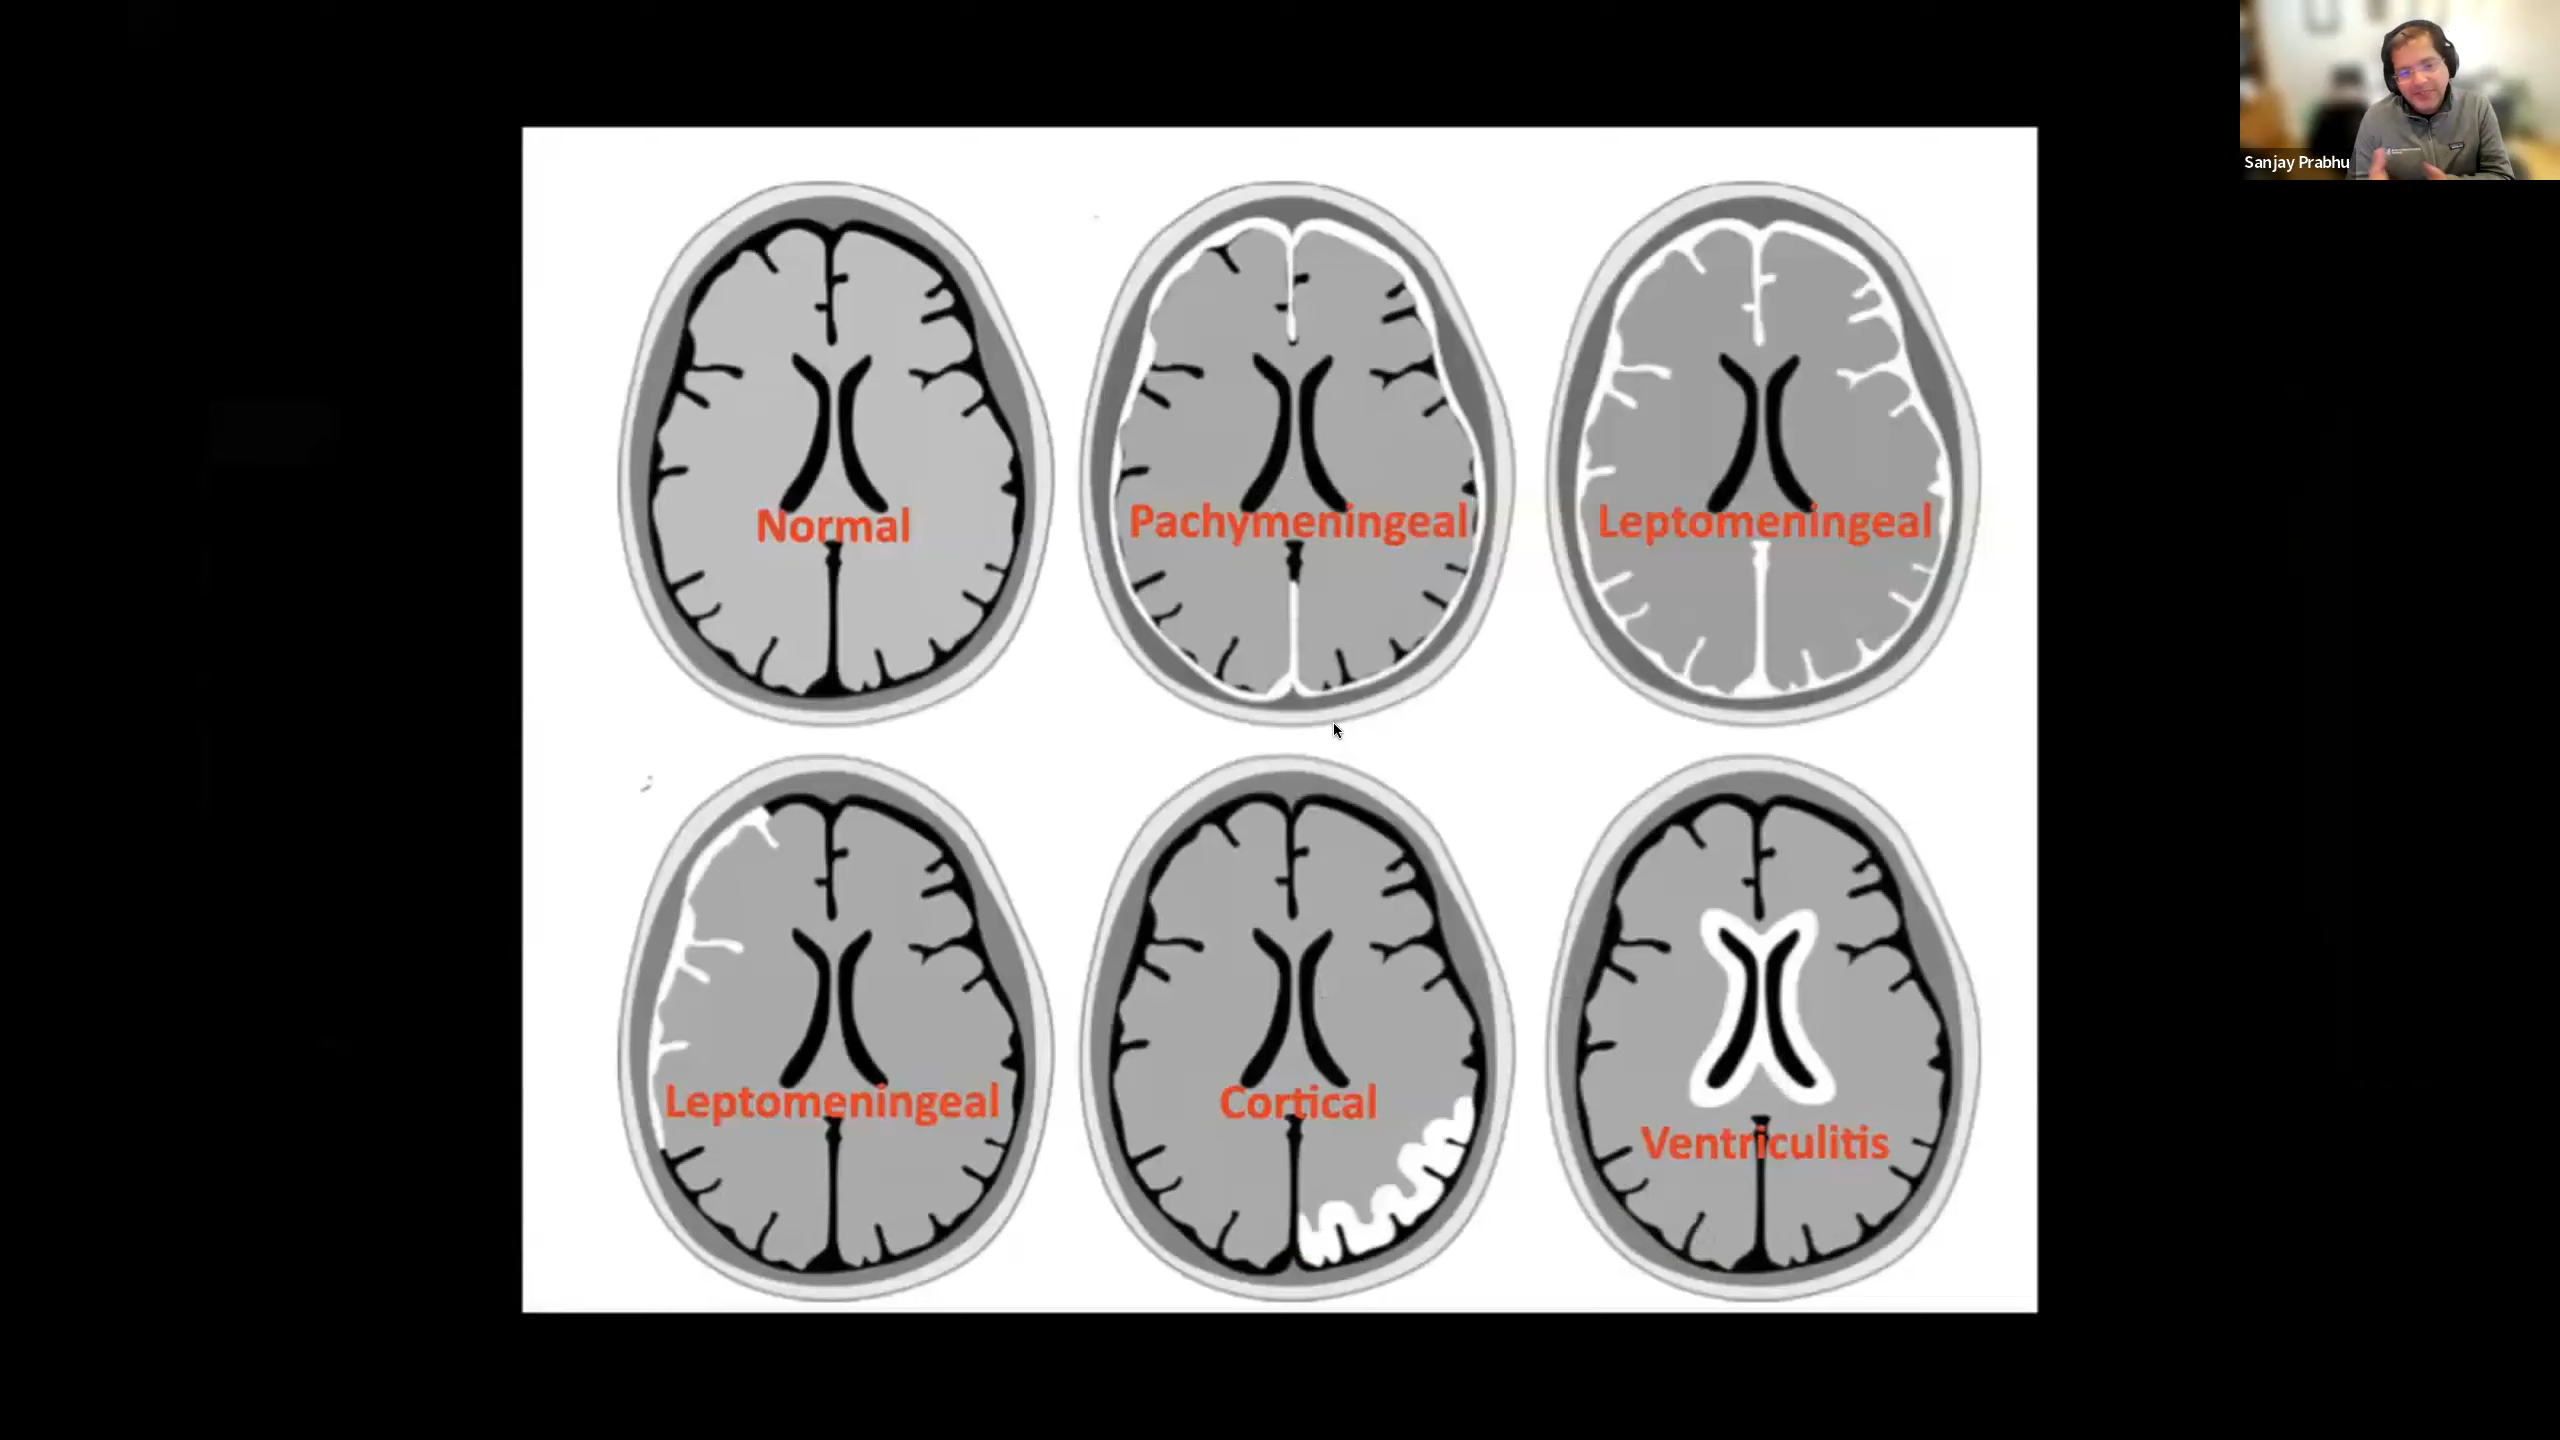 Sanjay Prabhu
Normal
Pachymeningeal
Leptomeningeal
Leptomeningeal
Cortical
Ventriculitis